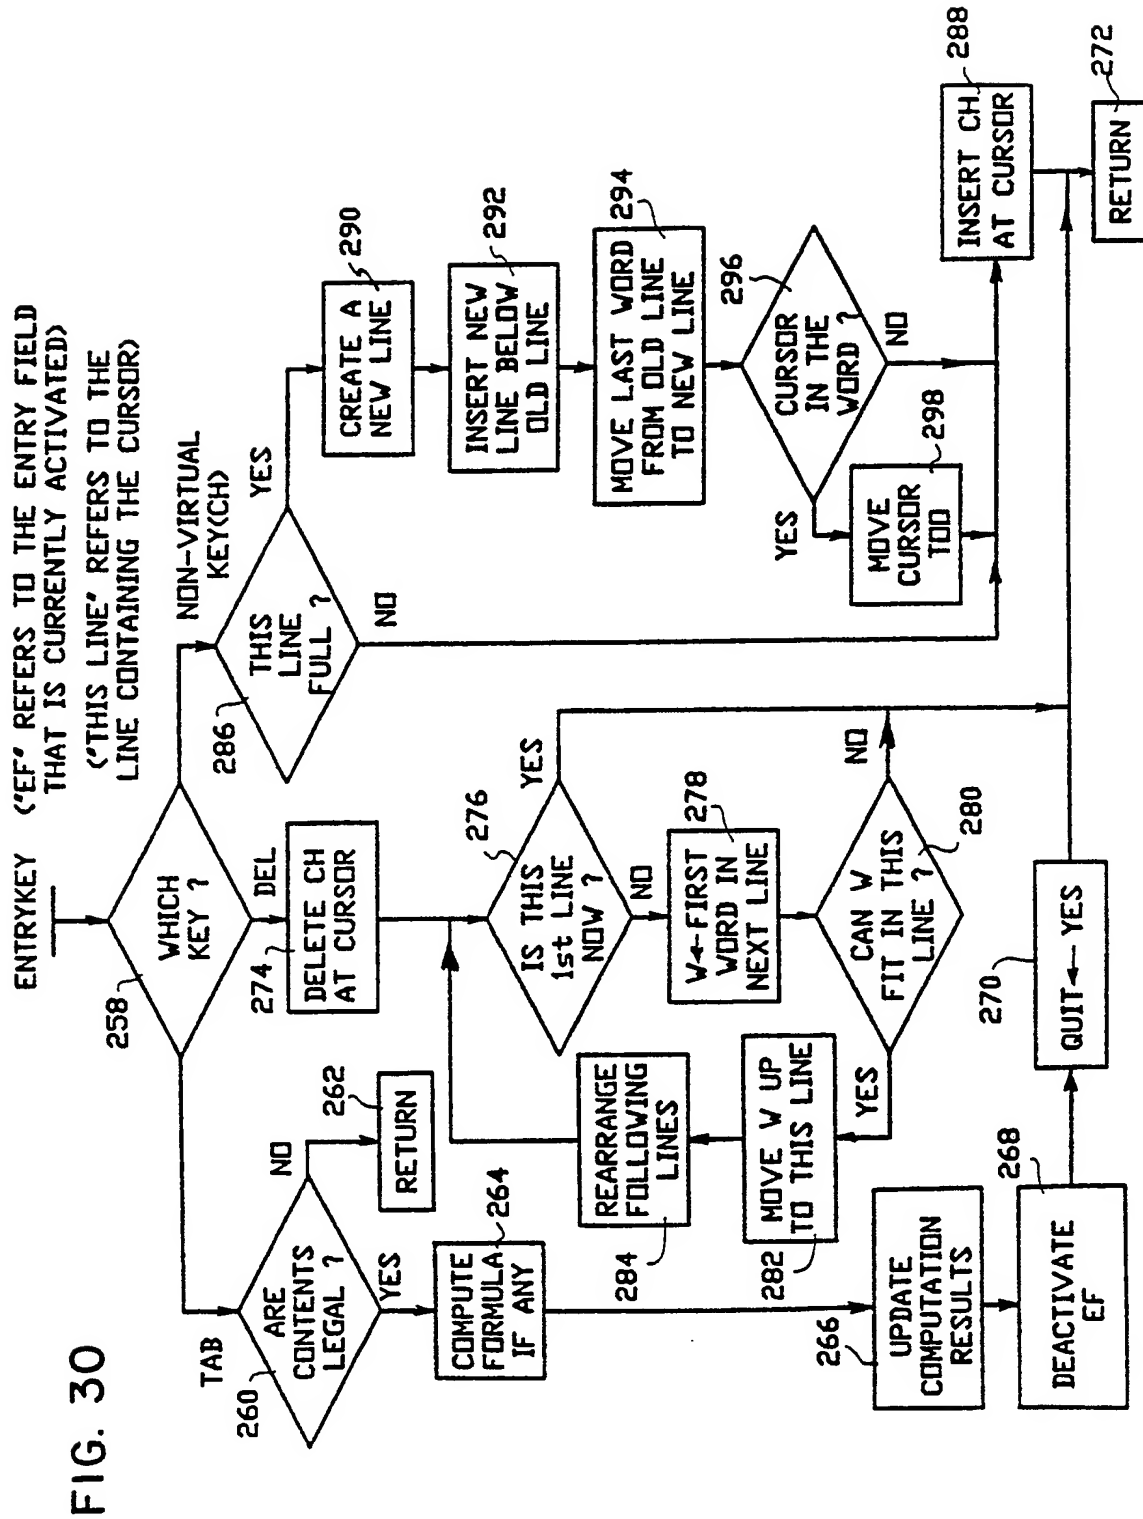 FIG. 30
ENTRYKEY ("EF" REFERS TO THE ENTRY FIELD
THAT IS CURRENTLY ACTIVATED)
("THIS LINE" REFERS TO THE
LINE CONTAINING THE CURSOR)
258
WHICH
KEY ?
TAB
260
ARE
CONTENTS
LEGAL ?
NO
262
RETURN
YES
264
COMPUTE
FORMULA
IF ANY
266
UPDATE
COMPUTATION
RESULTS
268
DEACTIVATE
EF
270
QUIT← YES
DEL
274
DELETE CH
AT CURSOR
276
IS THIS
1st LINE
NOW ?
YES
NO
278
W←FIRST
WORD IN
NEXT LINE
280
CAN W
FIT IN THIS
LINE ?
NO
YES
282
MOVE W UP
TO THIS LINE
284
REARRANGE
FOLLOWING
LINES
NON-VIRTUAL
KEY(CH)
286
THIS
LINE
FULL ?
YES
NO
290
CREATE A
NEW LINE
292
INSERT NEW
LINE BELOW
OLD LINE
294
MOVE LAST WORD
FROM OLD LINE
TO NEW LINE
296
CURSOR
IN THE
WORD ?
YES
NO
298
MOVE
CURSOR
TOO
288
INSERT CH
AT CURSOR
272
RETURN